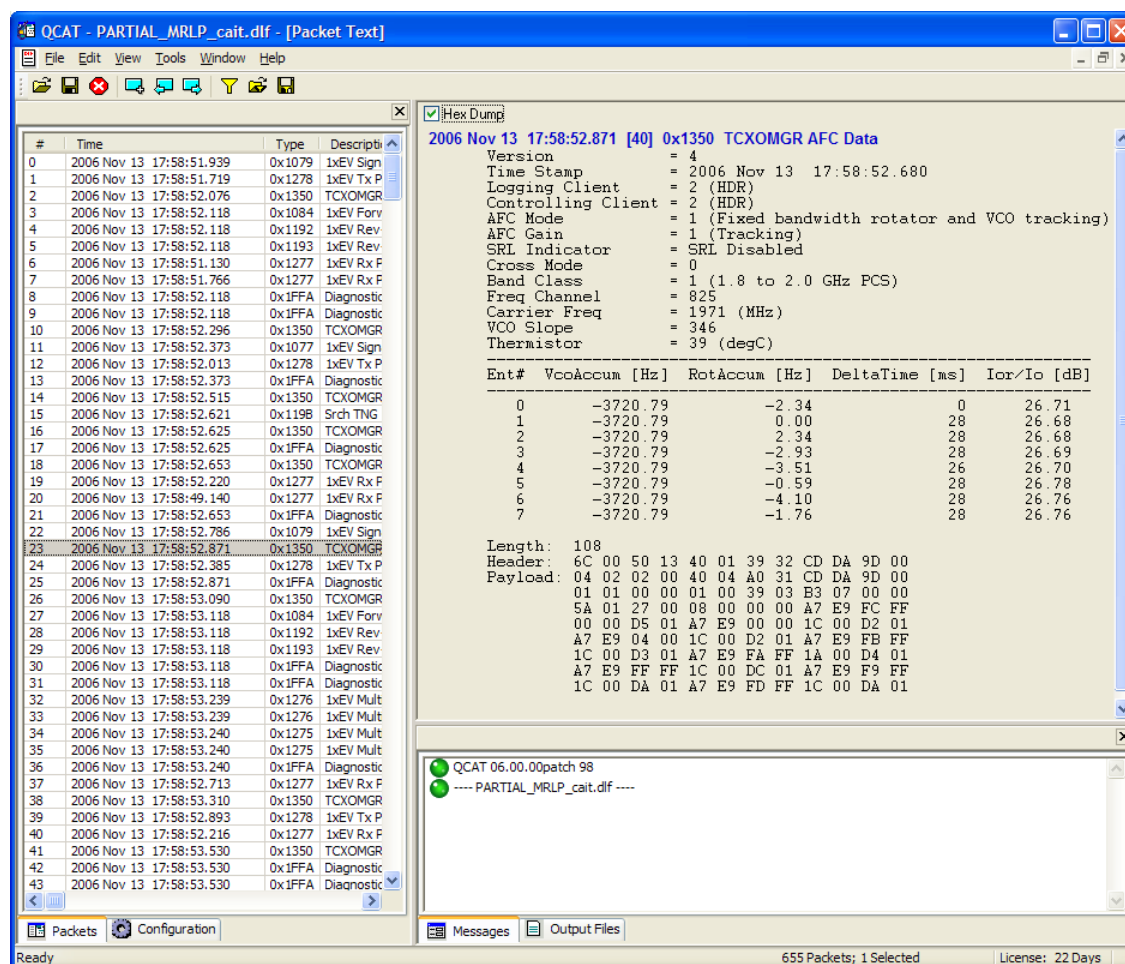 QCAT - PARTIAL_MRLP_cait.dlf - [Packet Text]
File Edit View Tools Window Help
# Time Type Descripti
0 2006 Nov 13 17:58:51.939 0x1079 1xEV Sign
1 2006 Nov 13 17:58:51.719 0x1278 1xEV Tx P
2 2006 Nov 13 17:58:52.076 0x1350 TCXOMGR
3 2006 Nov 13 17:58:52.118 0x1084 1xEV Forv
4 2006 Nov 13 17:58:52.118 0x1192 1xEV Rev-
5 2006 Nov 13 17:58:52.118 0x1193 1xEV Rev-
6 2006 Nov 13 17:58:51.130 0x1277 1xEV Rx P
7 2006 Nov 13 17:58:51.766 0x1277 1xEV Rx P
8 2006 Nov 13 17:58:52.118 0x1FFA Diagnostic
9 2006 Nov 13 17:58:52.118 0x1FFA Diagnostic
10 2006 Nov 13 17:58:52.296 0x1350 TCXOMGR
11 2006 Nov 13 17:58:52.373 0x1077 1xEV Sign
12 2006 Nov 13 17:58:52.013 0x1278 1xEV Tx P
13 2006 Nov 13 17:58:52.373 0x1FFA Diagnostic
14 2006 Nov 13 17:58:52.515 0x1350 TCXOMGR
15 2006 Nov 13 17:58:52.621 0x119B Srch TNG
16 2006 Nov 13 17:58:52.625 0x1350 TCXOMGR
17 2006 Nov 13 17:58:52.625 0x1FFA Diagnostic
18 2006 Nov 13 17:58:52.653 0x1350 TCXOMGR
19 2006 Nov 13 17:58:52.220 0x1277 1xEV Rx P
20 2006 Nov 13 17:58:49.140 0x1277 1xEV Rx P
21 2006 Nov 13 17:58:52.653 0x1FFA Diagnostic
22 2006 Nov 13 17:58:52.786 0x1079 1xEV Sign
23 2006 Nov 13 17:58:52.871 0x1350 TCXOMGR
24 2006 Nov 13 17:58:52.385 0x1278 1xEV Tx P
25 2006 Nov 13 17:58:52.871 0x1FFA Diagnostic
26 2006 Nov 13 17:58:53.090 0x1350 TCXOMGR
27 2006 Nov 13 17:58:53.118 0x1084 1xEV Forv
28 2006 Nov 13 17:58:53.118 0x1192 1xEV Rev-
29 2006 Nov 13 17:58:53.118 0x1193 1xEV Rev-
30 2006 Nov 13 17:58:53.118 0x1FFA Diagnostic
31 2006 Nov 13 17:58:53.118 0x1FFA Diagnostic
32 2006 Nov 13 17:58:53.239 0x1276 1xEV Mult
33 2006 Nov 13 17:58:53.239 0x1276 1xEV Mult
34 2006 Nov 13 17:58:53.240 0x1275 1xEV Mult
35 2006 Nov 13 17:58:53.240 0x1275 1xEV Mult
36 2006 Nov 13 17:58:53.240 0x1FFA Diagnostic
37 2006 Nov 13 17:58:52.713 0x1277 1xEV Rx P
38 2006 Nov 13 17:58:53.310 0x1350 TCXOMGR
39 2006 Nov 13 17:58:52.893 0x1278 1xEV Tx P
40 2006 Nov 13 17:58:52.216 0x1277 1xEV Rx P
41 2006 Nov 13 17:58:53.530 0x1350 TCXOMGR
42 2006 Nov 13 17:58:53.530 0x1FFA Diagnostic
43 2006 Nov 13 17:58:53.530 0x1FFA Diagnostic
Packets Configuration
Hex Dump
2006 Nov 13 17:58:52.871 [40] 0x1350 TCXOMGR AFC Data
Version = 4
Time Stamp = 2006 Nov 13 17:58:52.680
Logging Client = 2 (HDR)
Controlling Client = 2 (HDR)
AFC Mode = 1 (Fixed bandwidth rotator and VCO tracking)
AFC Gain = 1 (Tracking)
SRL Indicator = SRL Disabled
Cross Mode = 0
Band Class = 1 (1.8 to 2.0 GHz PCS)
Freq Channel = 825
Carrier Freq = 1971 (MHz)
VCO Slope = 346
Thermistor = 39 (degC)
Ent# VcoAccum [Hz] RotAccum [Hz] DeltaTime [ms] Ior/Io [dB]
0 -3720.79 -2.34 0 26.71
1 -3720.79 0.00 28 26.68
2 -3720.79 2.34 28 26.68
3 -3720.79 -2.93 28 26.69
4 -3720.79 -3.51 26 26.70
5 -3720.79 -0.59 28 26.78
6 -3720.79 -4.10 28 26.76
7 -3720.79 -1.76 28 26.76
Length: 108
Header: 6C 00 50 13 40 01 39 32 CD DA 9D 00
Payload: 04 02 02 00 40 04 A0 31 CD DA 9D 00
01 01 00 00 01 00 39 03 B3 07 00 00
5A 01 27 00 08 00 00 00 A7 E9 FC FF
00 00 D5 01 A7 E9 00 00 1C 00 D2 01
A7 E9 04 00 1C 00 D2 01 A7 E9 FB FF
1C 00 D3 01 A7 E9 FA FF 1A 00 D4 01
A7 E9 FF FF 1C 00 DC 01 A7 E9 F9 FF
1C 00 DA 01 A7 E9 FD FF 1C 00 DA 01
QCAT 06.00.00patch 98
---- PARTIAL_MRLP_cait.dlf ----
Messages Output Files
Ready 655 Packets; 1 Selected License: 22 Days